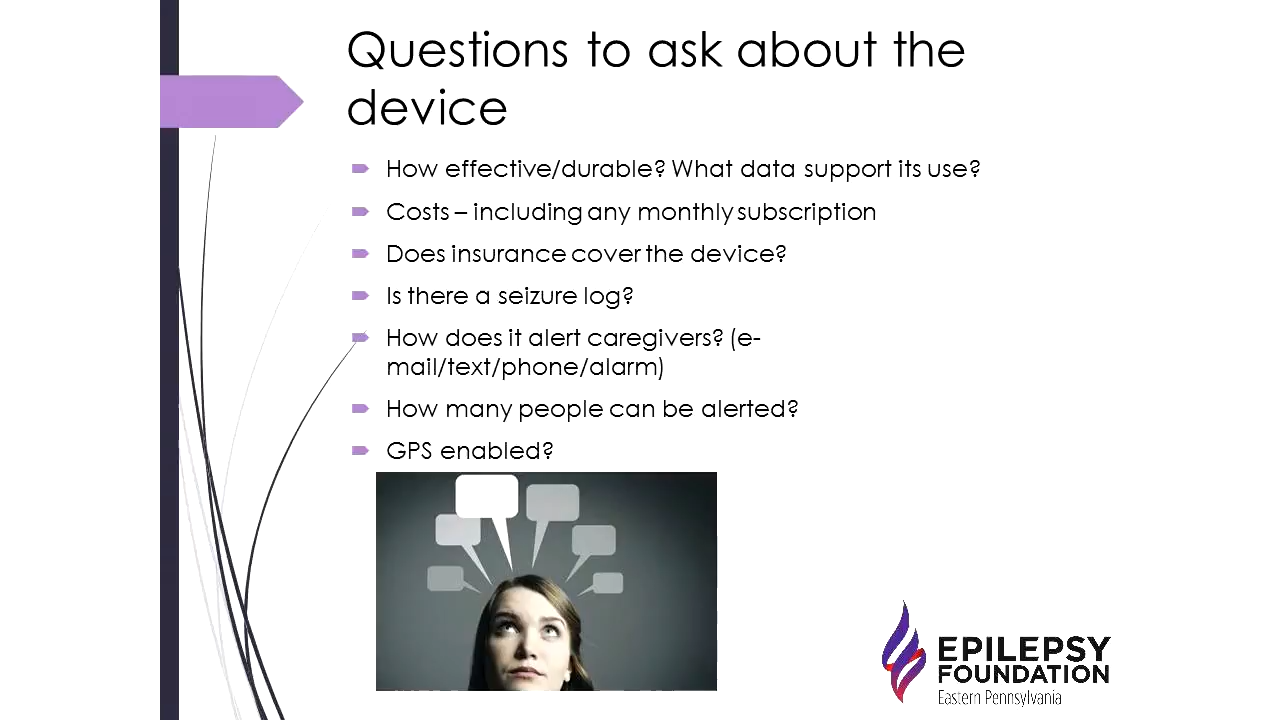 Questions to ask about the
device
How effective/durable? What data support its use?
Costs – including any monthly subscription
Does insurance cover the device?
Is there a seizure log?
How does it alert caregivers? (e-
mail/text/phone/alarm)
How many people can be alerted?
GPS enabled?
EPILEPSY
FOUNDATION
Eastern Pennsylvania